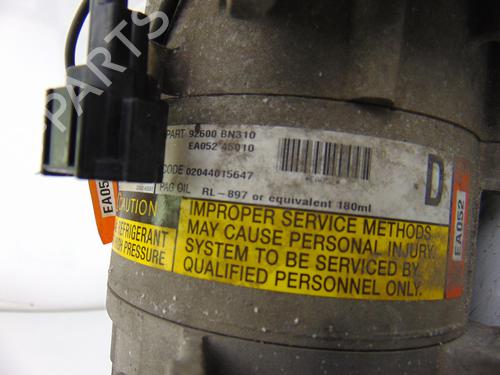 PARTS
PART 92600 BN310
EA052 45010
CODE 02044015647
PAG OIL RL-897 or equivalent 180ml
D
EA052
EA05
CAUTION
REFRIGERANT
PRESSURE
IMPROPER SERVICE METHODS
MAY CAUSE PERSONAL INJURY.
SYSTEM TO BE SERVICED BY
QUALIFIED PERSONNEL ONLY.